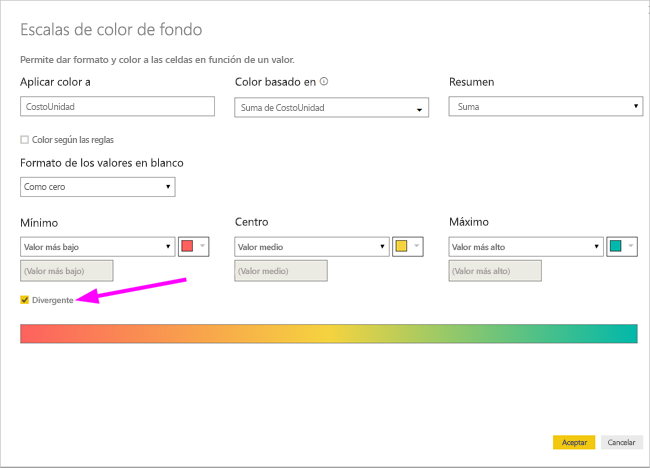 Escalas de color de fondo
Permite dar formato y color a las celdas en función de un valor.
Aplicar color a
Color basado en
Resumen
CostoUnidad
Suma de CostoUnidad
Suma
Color según las reglas
Formato de los valores en blanco
Como cero
Mínimo
Centro
Máximo
Valor más bajo
Valor medio
Valor más alto
(Valor más bajo)
(Valor medio)
(Valor más alto)
Divergente
Aceptar
Cancelar